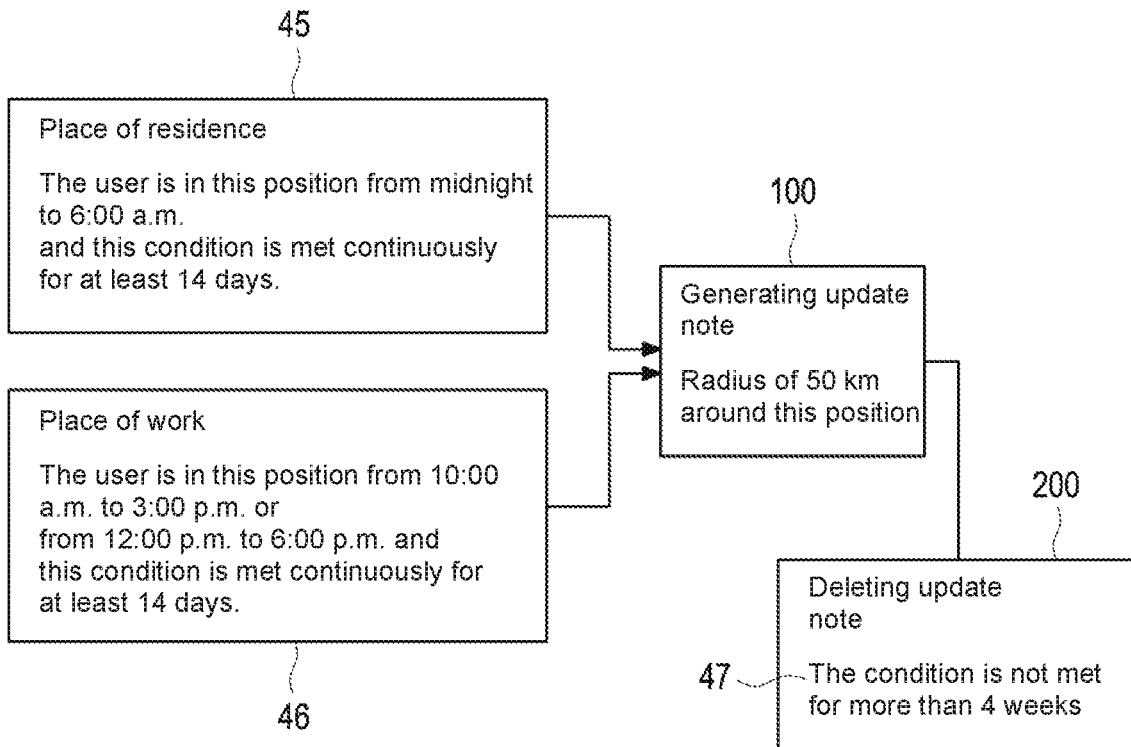 45
Place of residence
The user is in this position from midnight
to 6:00 a.m.
and this condition is met continuously
for at least 14 days.
100
Generating update
note
Radius of 50 km
around this position
Place of work
The user is in this position from 10:00
a.m. to 3:00 p.m. or
from 12:00 p.m. to 6:00 p.m. and
this condition is met continuously for
at least 14 days.
46
200
Deleting update
note
47
The condition is not met
for more than 4 weeks